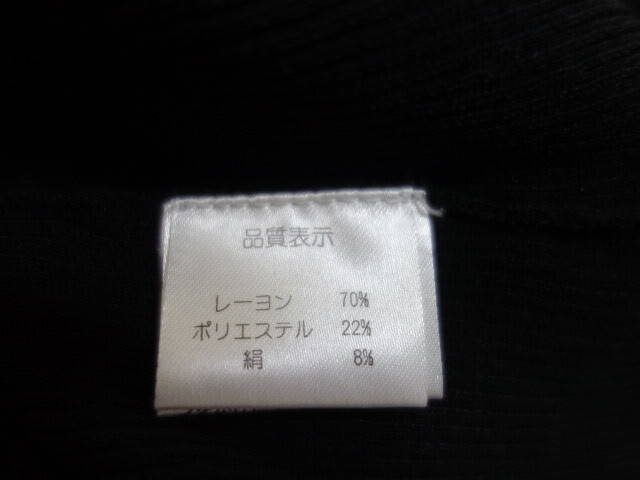 品質表示
レーヨン 70%
ポリエステル 22%
絹 8%